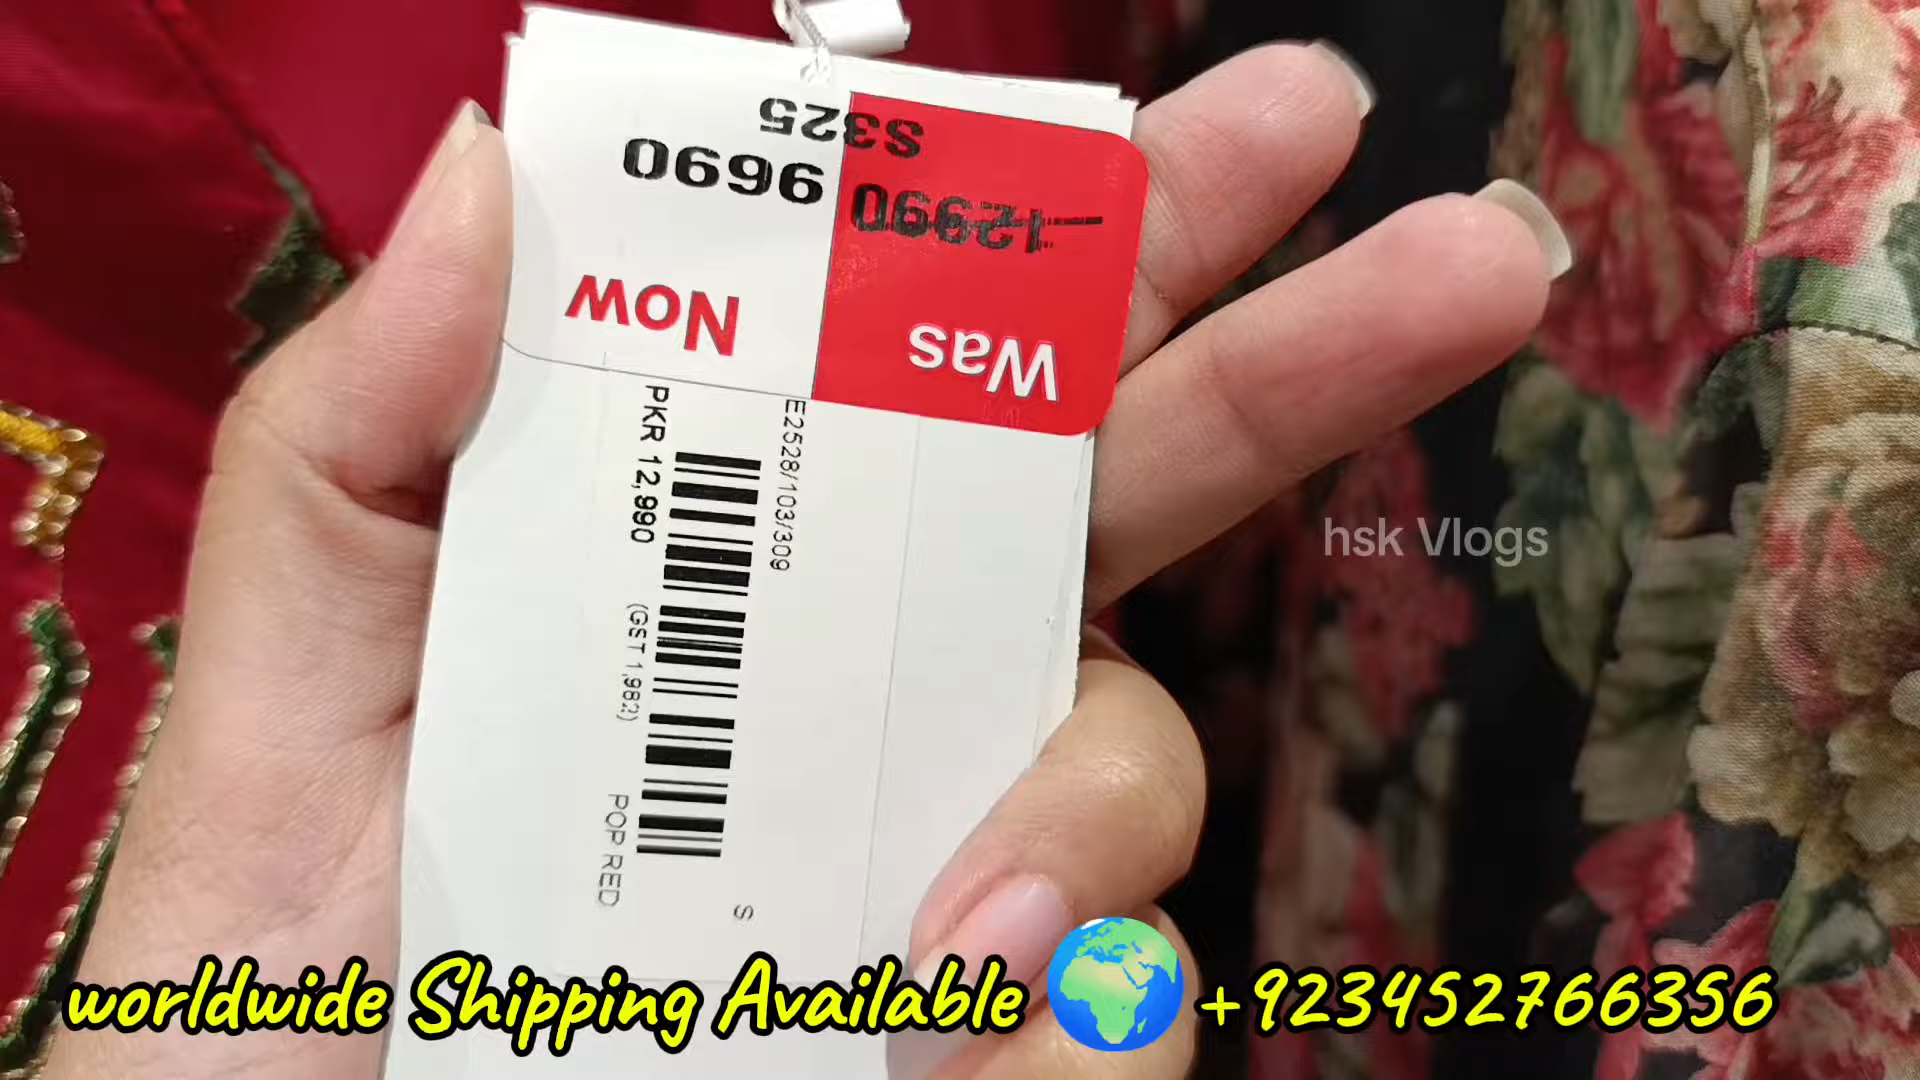 Was
Now
12990
9690
S325
E2528/103/309
PKR 12,990
(GST 1,982)
POP RED
S
hsk Vlogs
worldwide Shipping Available 🌍 +923452766356